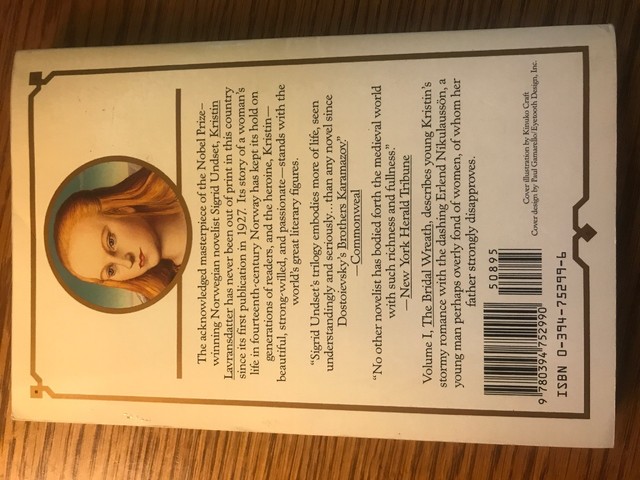 The acknowledged masterpiece of the Nobel Prize–
winning Norwegian novelist Sigrid Undset, Kristin
Lavransdatter has never been out of print in this country
since its first publication in 1927. Its story of a woman's
life in fourteenth-century Norway has kept its hold on
generations of readers, and the heroine, Kristin—
beautiful, strong-willed, and passionate—stands with the
world's great literary figures.
"Sigrid Undset's trilogy embodies more of life, seen
understandingly and seriously...than any novel since
Dostoievsky's Brothers Karamazov."
—Commonweal
"No other novelist has bodied forth the medieval world
with such richness and fullness."
—New York Herald Tribune
Volume I, The Bridal Wreath, describes young Kristin's
stormy romance with the dashing Erlend Nikulaussön, a
young man perhaps overly fond of women, of whom her
father strongly disapproves.
50895
9 780394 752990
ISBN 0-394-75299-6
Cover illustration by Kinuko Craft
Cover design by Paul Gamarello/Eyetooth Design, Inc.